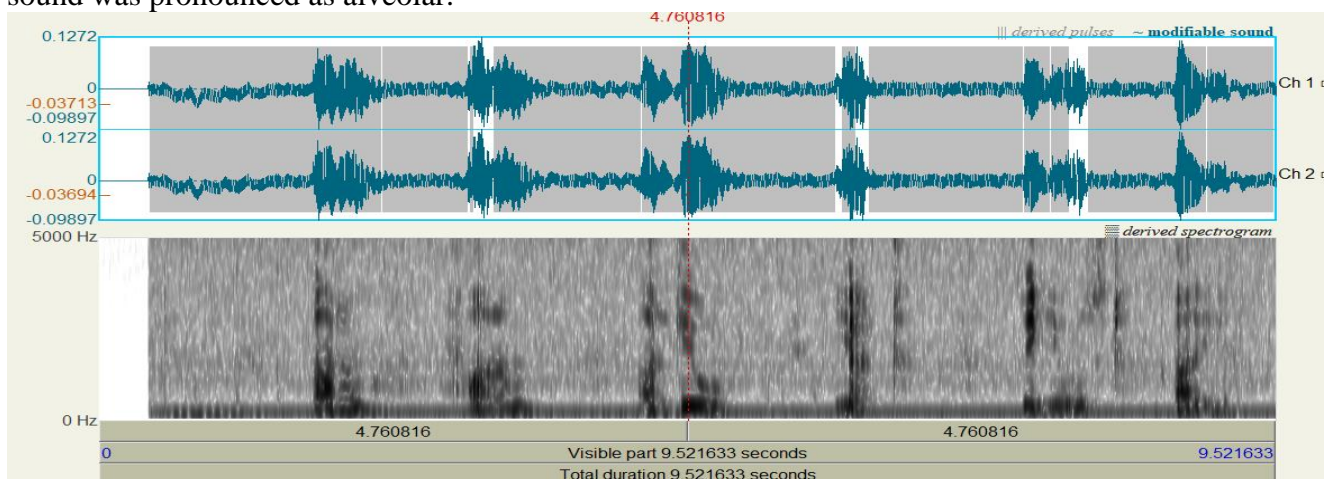 sound was pronounced as alveolar.
4.760816
derived pulses ~ modifiable sound
0.1272
0
-0.03713
-0.09897
Ch 1
0.1272
0
-0.03694
-0.09897
Ch 2
5000 Hz
derived spectrogram
0 Hz
4.760816 4.760816
0 Visible part 9.521633 seconds 9.521633
Total duration 9.521633 seconds